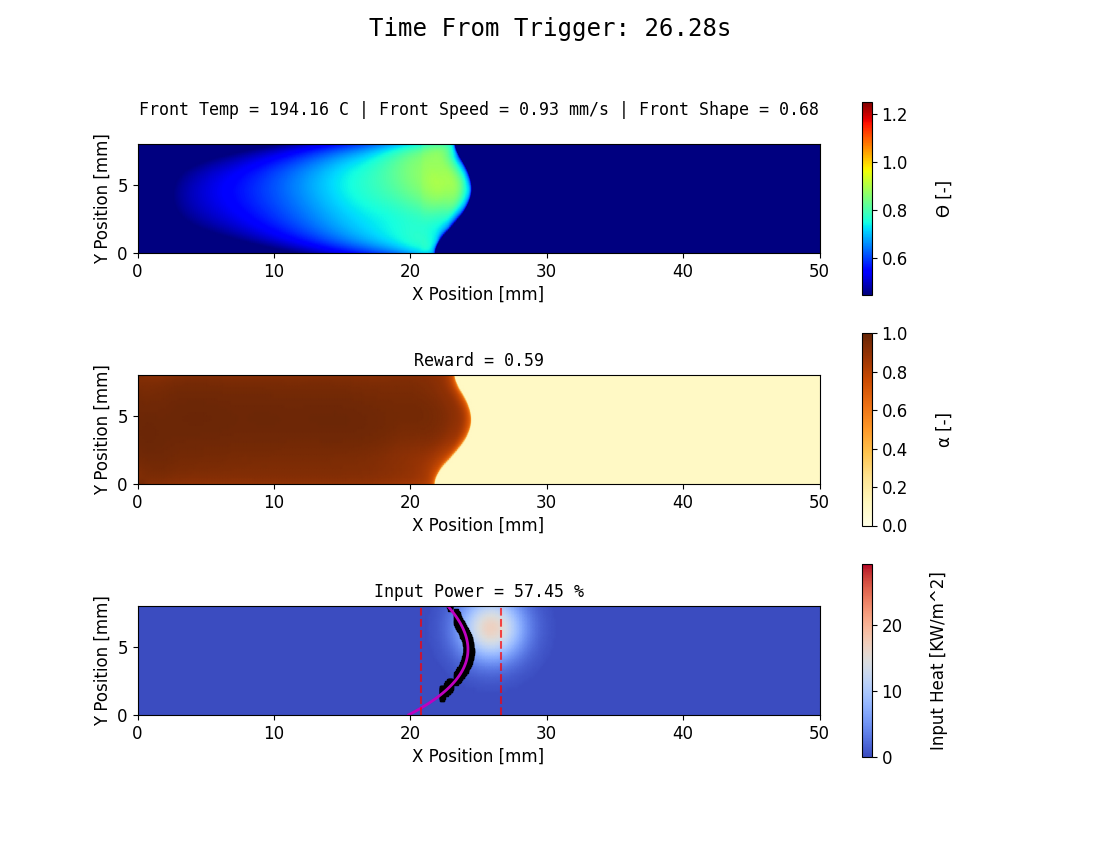 Time From Trigger: 26.28s
Front Temp = 194.16 C | Front Speed = 0.93 mm/s | Front Shape = 0.68
Y Position [mm]
5
0
0 10 20 30 40 50
X Position [mm]
1.2
1.0
0.8
0.6
Θ [-]
Reward = 0.59
Y Position [mm]
5
0
0 10 20 30 40 50
X Position [mm]
1.0
0.8
0.6
0.4
0.2
0.0
α [-]
Input Power = 57.45 %
Y Position [mm]
5
0
0 10 20 30 40 50
X Position [mm]
20
10
0
Input Heat [KW/m^2]